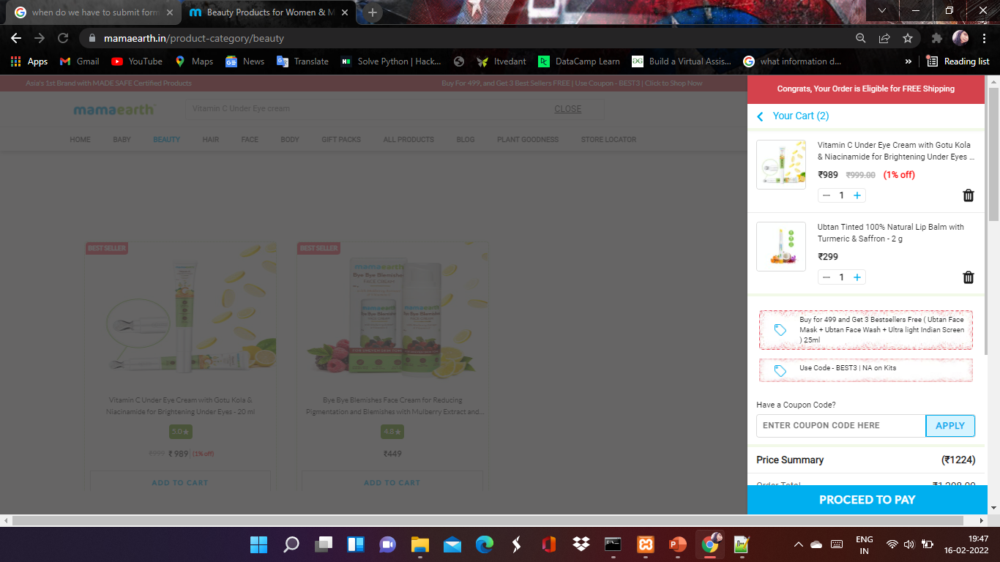 when do we have to submit form
Beauty Products for Women & M
mamaearth.in/product-category/beauty
Apps
Gmail
YouTube
Maps
News
Translate
Solve Python | Hack...
Itvedant
DataCamp Learn
Build a Virtual Assis...
what information d...
»
Reading list
Asia's 1st Brand with MADE SAFE Certified Products
Buy For 499, and Get 3 Best Sellers FREE | Use Coupon - BEST3 | Click to Shop Now
mamaearth
Vitamin C Under Eye cream
CLOSE
HOME
BABY
BEAUTY
HAIR
FACE
BODY
GIFT PACKS
ALL PRODUCTS
BLOG
PLANT GOODNESS
STORE LOCATOR
BEST SELLER
Vitamin C Under Eye Cream with Gotu Kola &
Niacinamide for Brightening Under Eyes - 20 ml
5.0★
₹999 ₹ 989 (1% off)
ADD TO CART
BEST SELLER
mamaearth
Bye Bye Blemishes
FACE CREAM
mamaearth
mamaearth
Bye Bye Blemishes Face Cream for Reducing
Pigmentation and Blemishes with Mulberry Extract and...
4.8★
₹449
ADD TO CART
Congrats, Your Order is Eligible for FREE Shipping
Your Cart (2)
Vitamin C Under Eye Cream with Gotu Kola
& Niacinamide for Brightening Under Eyes ...
₹989 ₹999.00 (1% off)
1
Ubtan Tinted 100% Natural Lip Balm with
Turmeric & Saffron - 2 g
₹299
1
Buy for 499 and Get 3 Bestsellers Free ( Ubtan Face
Mask + Ubtan Face Wash + Ultra light Indian Screen
) 25ml
Use Code - BEST3 | NA on Kits
Have a Coupon Code?
ENTER COUPON CODE HERE
APPLY
Price Summary
(₹1224)
Order Total
₹1,298.00
PROCEED TO PAY
ENG
IN
19:47
16-02-2022